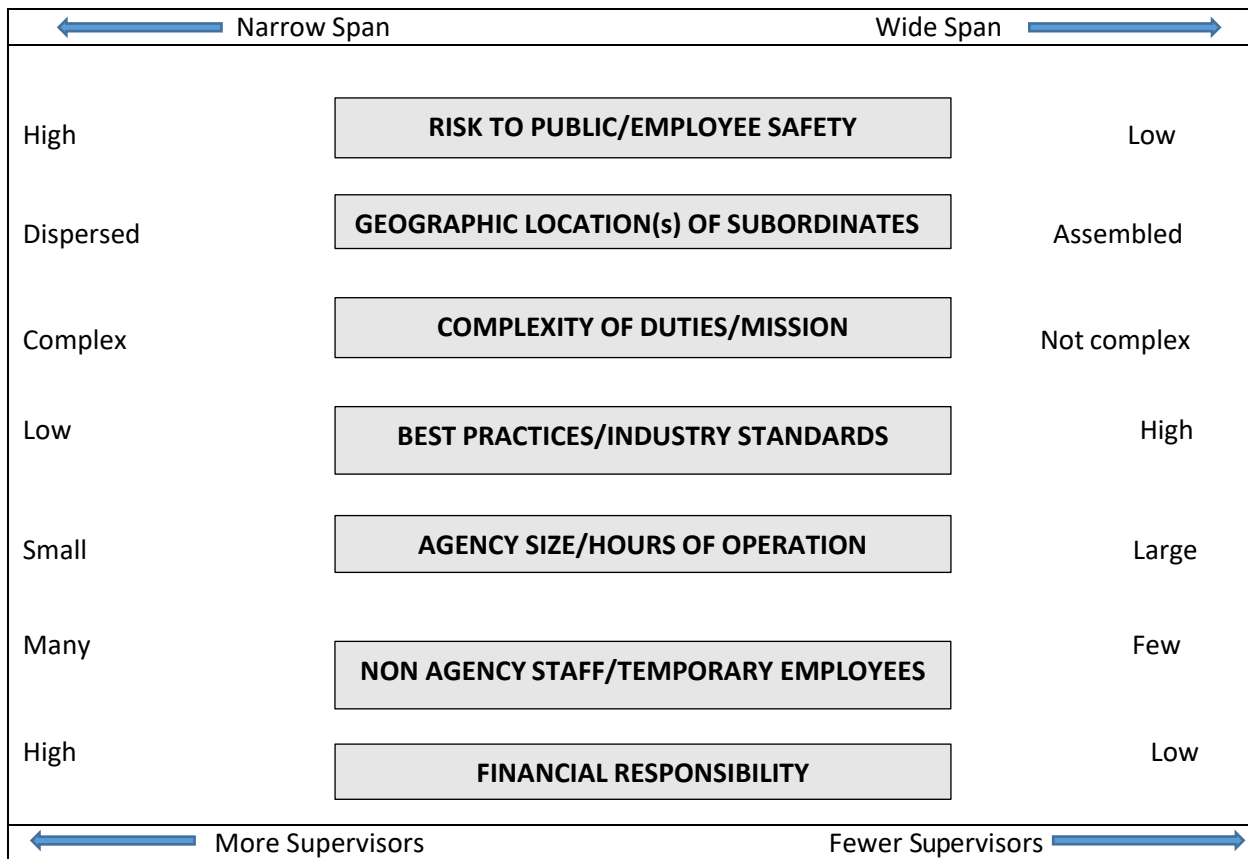 Narrow Span Wide Span
High RISK TO PUBLIC/EMPLOYEE SAFETY Low
Dispersed GEOGRAPHIC LOCATION(s) OF SUBORDINATES Assembled
Complex COMPLEXITY OF DUTIES/MISSION Not complex
Low BEST PRACTICES/INDUSTRY STANDARDS High
Small AGENCY SIZE/HOURS OF OPERATION Large
Many NON AGENCY STAFF/TEMPORARY EMPLOYEES Few
High FINANCIAL RESPONSIBILITY Low
More Supervisors Fewer Supervisors